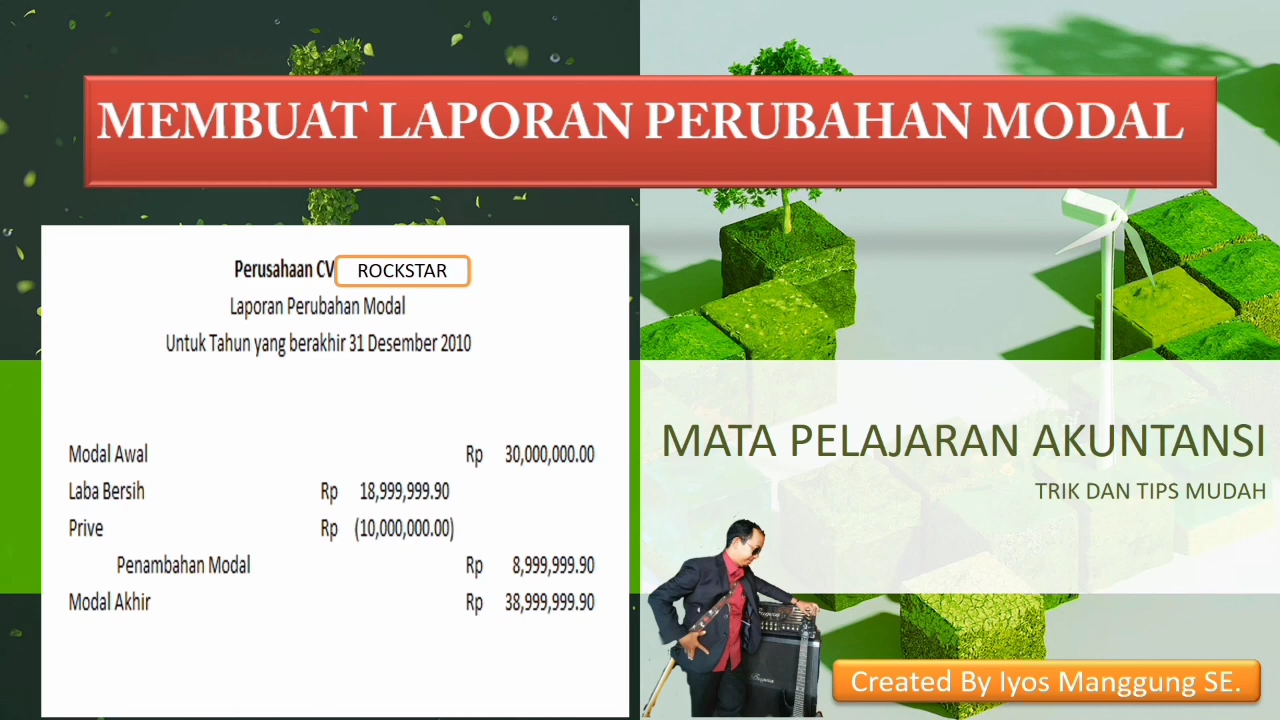 MEMBUAT LAPORAN PERUBAHAN MODAL
Perusahaan CV ROCKSTAR
Laporan Perubahan Modal
Untuk Tahun yang berakhir 31 Desember 2010
Modal Awal Rp 30,000,000.00
Laba Bersih Rp 18,999,999.90
Prive Rp (10,000,000.00)
Penambahan Modal Rp 8,999,999.90
Modal Akhir Rp 38,999,999.90
MATA PELAJARAN AKUNTANSI
TRIK DAN TIPS MUDAH
Created By Iyos Manggung SE.